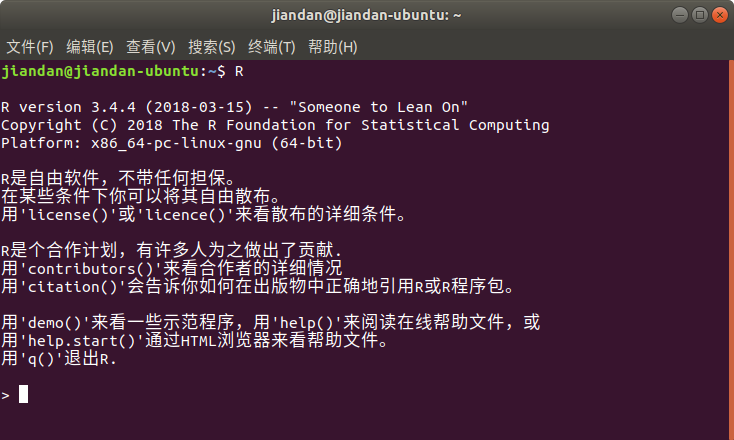 jiandan@jiandan-ubuntu: ~
文件(F) 编辑(E) 查看(V) 搜索(S) 终端(T) 帮助(H)
jiandan@jiandan-ubuntu:~$ R
R version 3.4.4 (2018-03-15) -- "Someone to Lean On"
Copyright (C) 2018 The R Foundation for Statistical Computing
Platform: x86_64-pc-linux-gnu (64-bit)
R是自由软件，不带任何担保。
在某些条件下你可以将其自由散布。
用'license()'或'licence()'来看散布的详细条件。
R是个合作计划，有许多人为之做出了贡献.
用'contributors()'来看合作者的详细情况
用'citation()'会告诉你如何在出版物中正确地引用R或R程序包。
用'demo()'来看一些示范程序，用'help()'来阅读在线帮助文件，或
用'help.start()'通过HTML浏览器来看帮助文件。
用'q()'退出R.
>